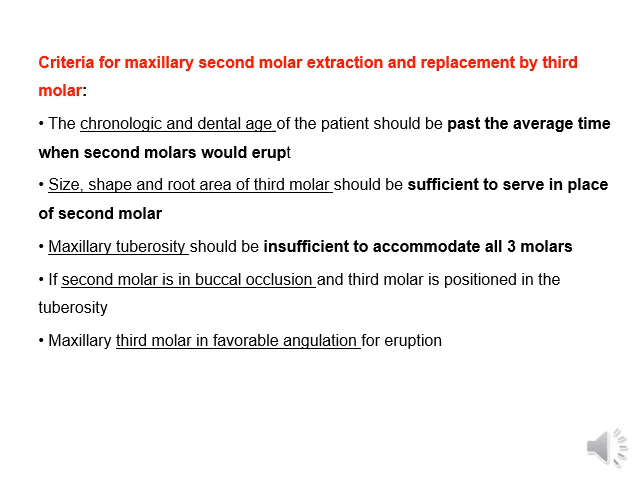 Criteria for maxillary second molar extraction and replacement by third
molar:
• The chronologic and dental age of the patient should be past the average time
when second molars would erupt
• Size, shape and root area of third molar should be sufficient to serve in place
of second molar
• Maxillary tuberosity should be insufficient to accommodate all 3 molars
• If second molar is in buccal occlusion and third molar is positioned in the
tuberosity
• Maxillary third molar in favorable angulation for eruption